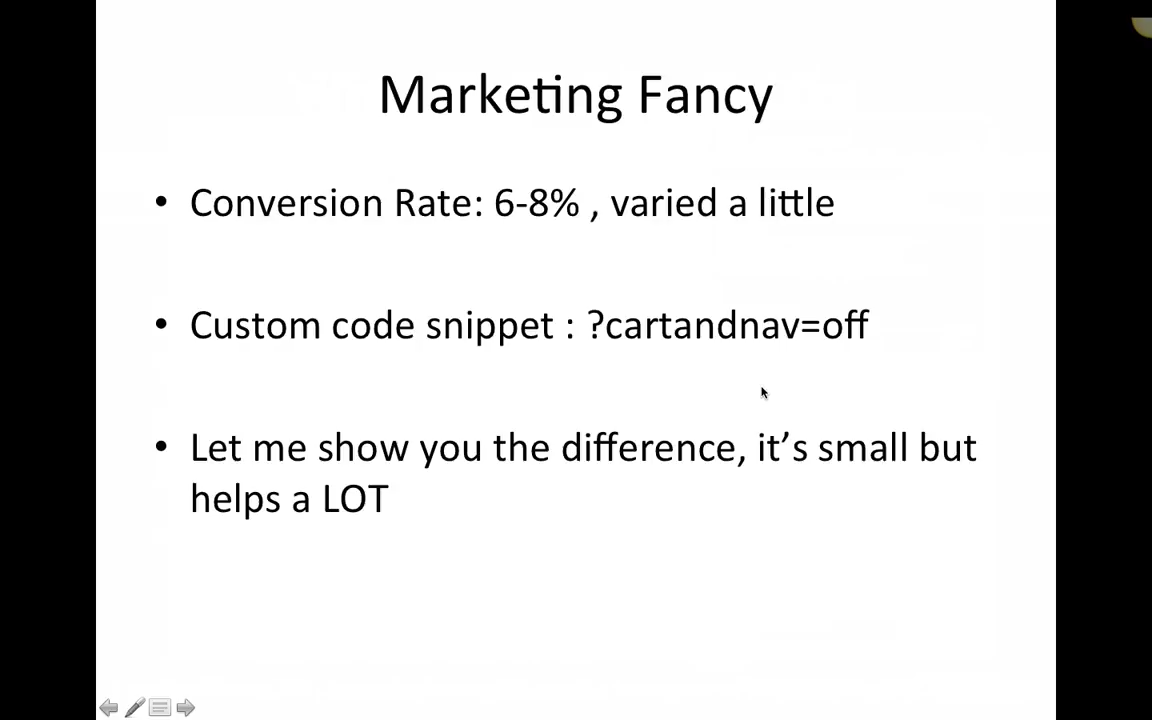 Marketing Fancy
• Conversion Rate: 6-8% , varied a little
• Custom code snippet : ?cartandnav=off
• Let me show you the difference, it’s small but
helps a LOT